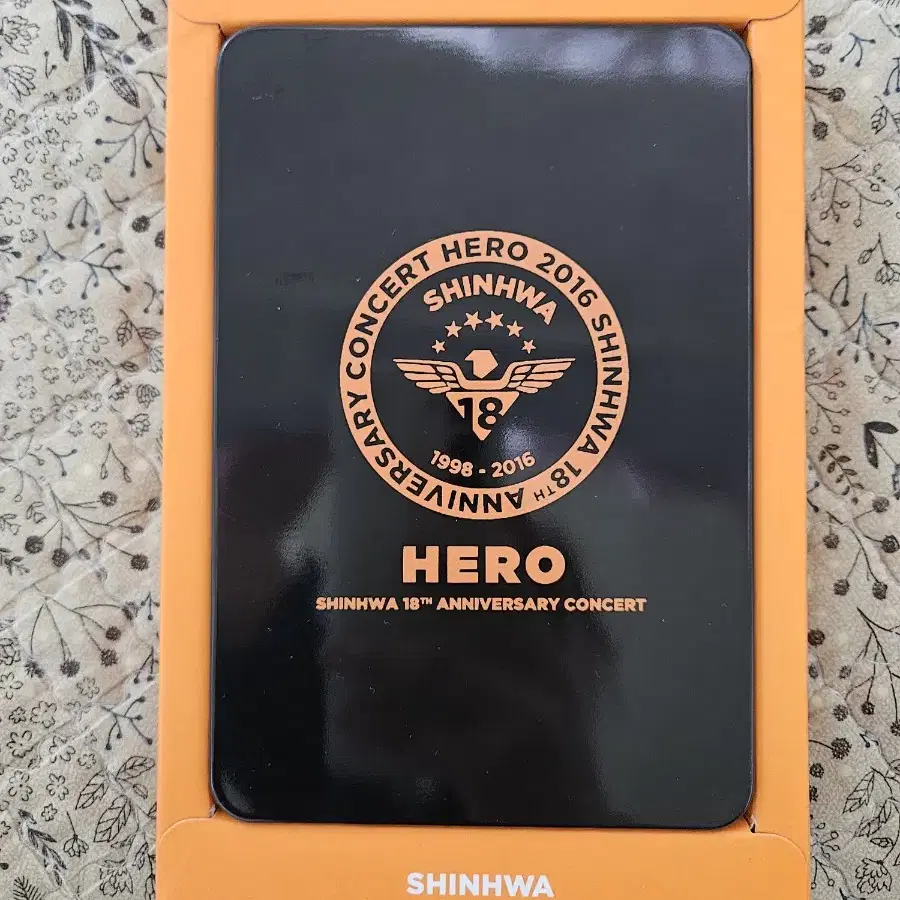 2016 SHINHWA 18TH ANNIVERSARY CONCERT HERO
SHINHWA
18
1998 - 2016
HERO
SHINHWA 18TH ANNIVERSARY CONCERT
SHINHWA